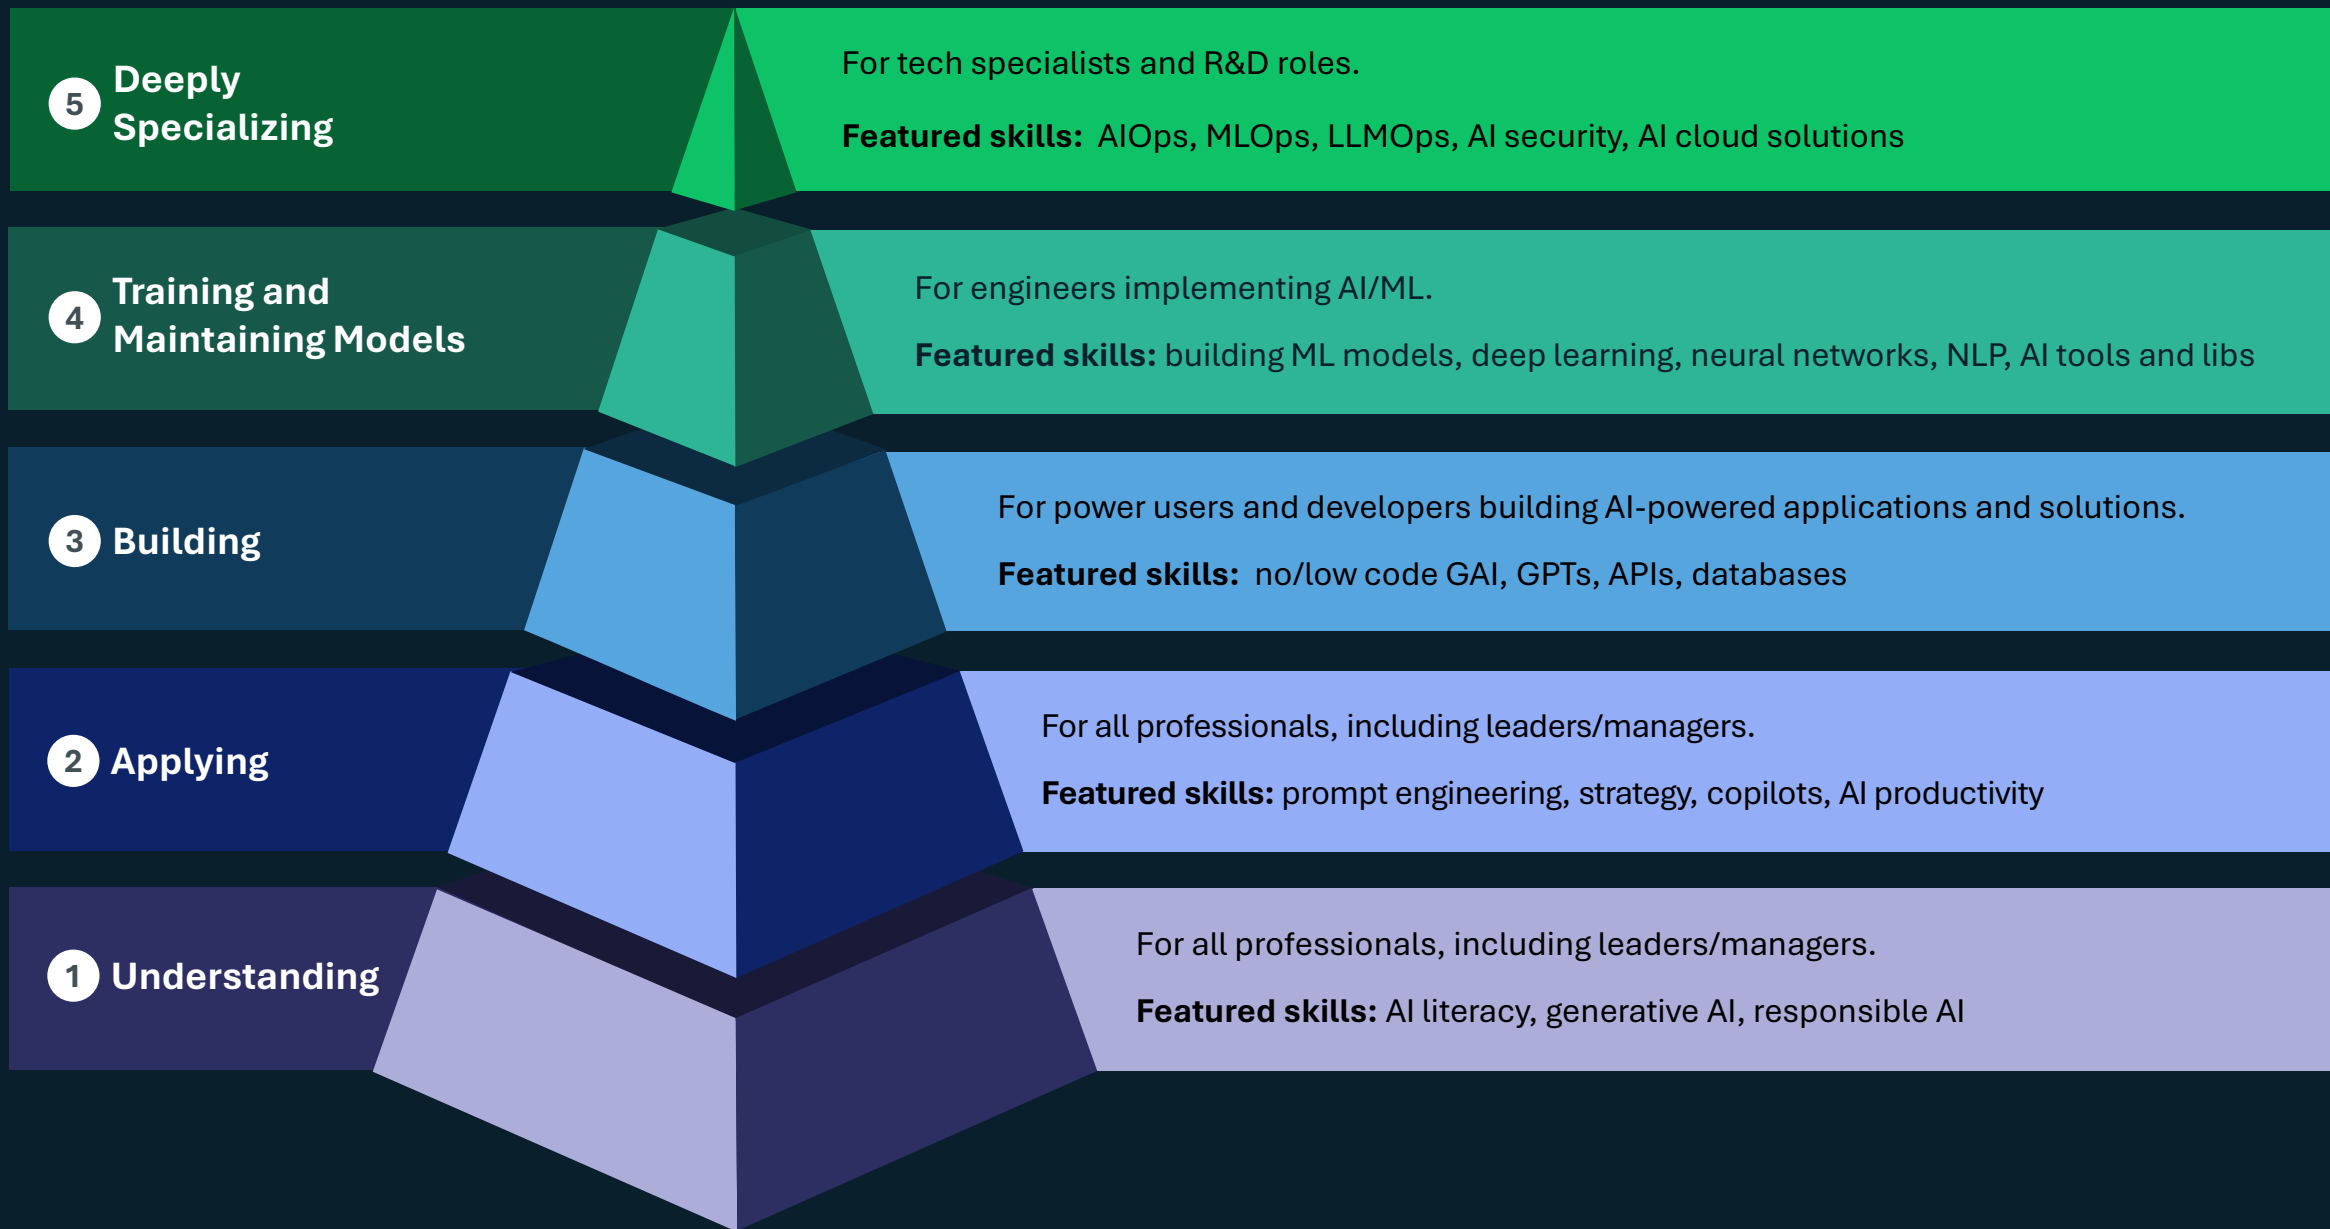 5
Deeply
Specializing
For tech specialists and R&D roles.
Featured skills: AIOps, MLOps, LLMOps, AI security, AI cloud solutions
4
Training and
Maintaining Models
For engineers implementing AI/ML.
Featured skills: building ML models, deep learning, neural networks, NLP, AI tools and libs
3
Building
For power users and developers building AI-powered applications and solutions.
Featured skills: no/low code GAI, GPTs, APIs, databases
2
Applying
For all professionals, including leaders/managers.
Featured skills: prompt engineering, strategy, copilots, AI productivity
1
Understanding
For all professionals, including leaders/managers.
Featured skills: AI literacy, generative AI, responsible AI